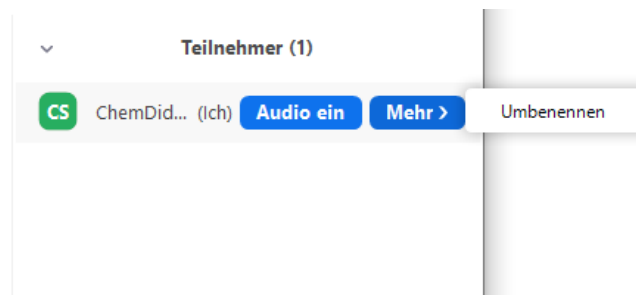 Teilnehmer (1)
CS ChemDid... (Ich) Audio ein Mehr > Umbenennen